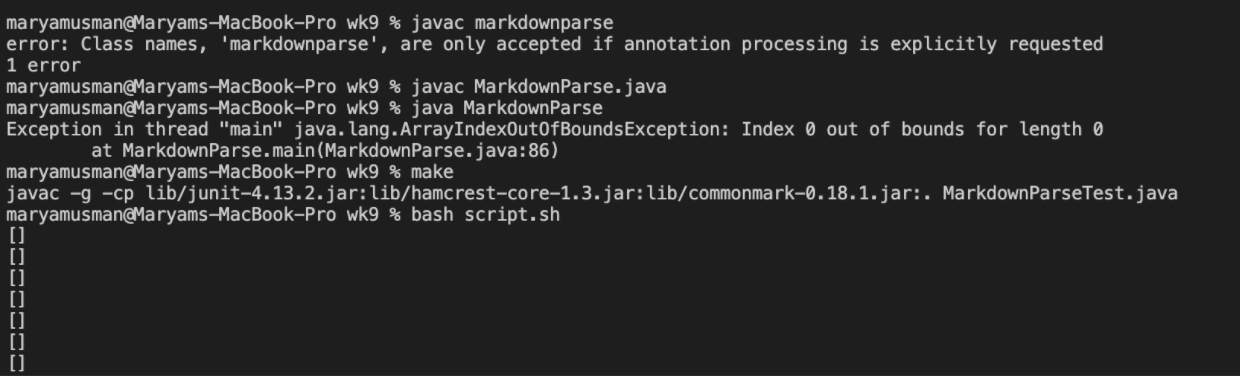 maryamusman@Maryams-MacBook-Pro wk9 % javac markdownparse
error: Class names, 'markdownparse', are only accepted if annotation processing is explicitly requested
1 error
maryamusman@Maryams-MacBook-Pro wk9 % javac MarkdownParse.java
maryamusman@Maryams-MacBook-Pro wk9 % java MarkdownParse
Exception in thread "main" java.lang.ArrayIndexOutOfBoundsException: Index 0 out of bounds for length 0
        at MarkdownParse.main(MarkdownParse.java:86)
maryamusman@Maryams-MacBook-Pro wk9 % make
javac -g -cp lib/junit-4.13.2.jar:lib/hamcrest-core-1.3.jar:lib/commonmark-0.18.1.jar:. MarkdownParseTest.java
maryamusman@Maryams-MacBook-Pro wk9 % bash script.sh
[]
[]
[]
[]
[]
[]
[]